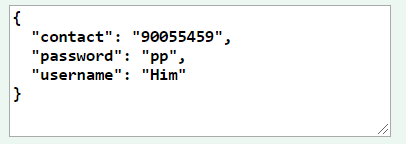 {
  "contact": "90055459",
  "password": "pp",
  "username": "Him"
}